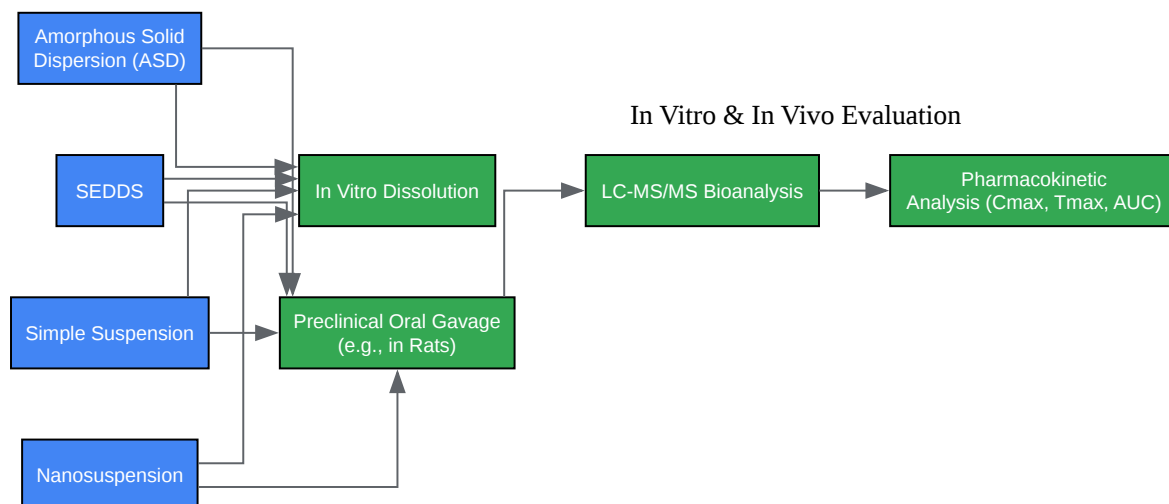 Amorphous Solid
Dispersion (ASD)
In Vitro & In Vivo Evaluation
SEDDS
In Vitro Dissolution
LC-MS/MS Bioanalysis
Pharmacokinetic
Analysis (Cmax, Tmax, AUC)
Simple Suspension
Preclinical Oral Gavage
(e.g., in Rats)
Nanosuspension